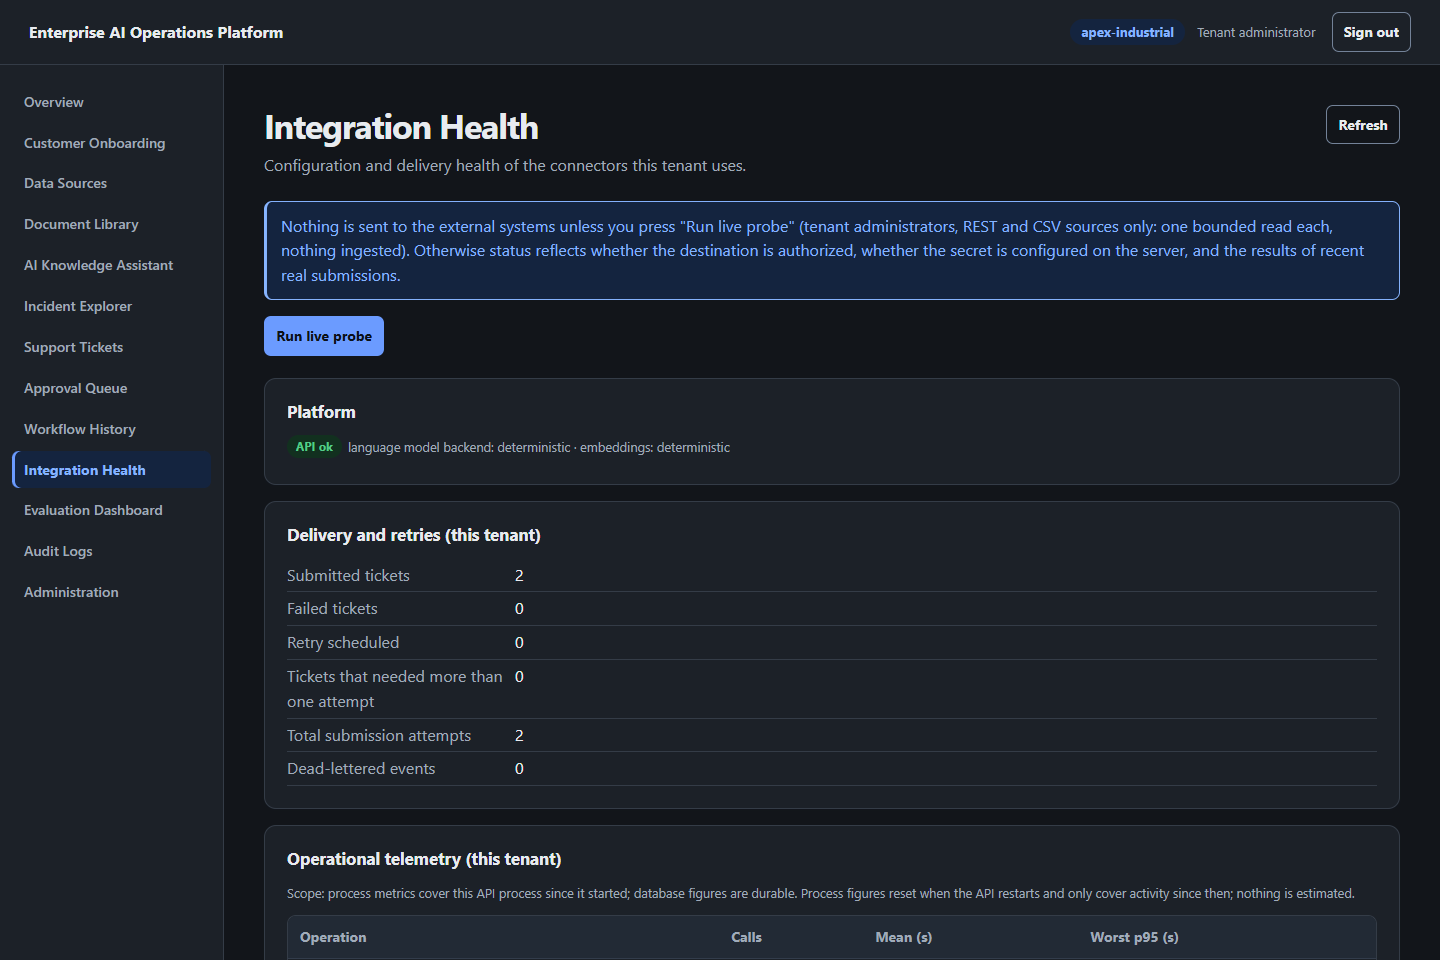 Enterprise AI Operations Platform
apex-industrial
Tenant administrator
Sign out
Overview
Customer Onboarding
Data Sources
Document Library
AI Knowledge Assistant
Incident Explorer
Support Tickets
Approval Queue
Workflow History
Integration Health
Evaluation Dashboard
Audit Logs
Administration
Integration Health
Refresh
Configuration and delivery health of the connectors this tenant uses.
Nothing is sent to the external systems unless you press "Run live probe" (tenant administrators, REST and CSV sources only: one bounded read each,
nothing ingested). Otherwise status reflects whether the destination is authorized, whether the secret is configured on the server, and the results of recent
real submissions.
Run live probe
Platform
API ok language model backend: deterministic · embeddings: deterministic
Delivery and retries (this tenant)
Submitted tickets 2
Failed tickets 0
Retry scheduled 0
Tickets that needed more than 0
one attempt
Total submission attempts 2
Dead-lettered events 0
Operational telemetry (this tenant)
Scope: process metrics cover this API process since it started; database figures are durable. Process figures reset when the API restarts and only cover activity since then; nothing is estimated.
Operation Calls Mean (s) Worst p95 (s)